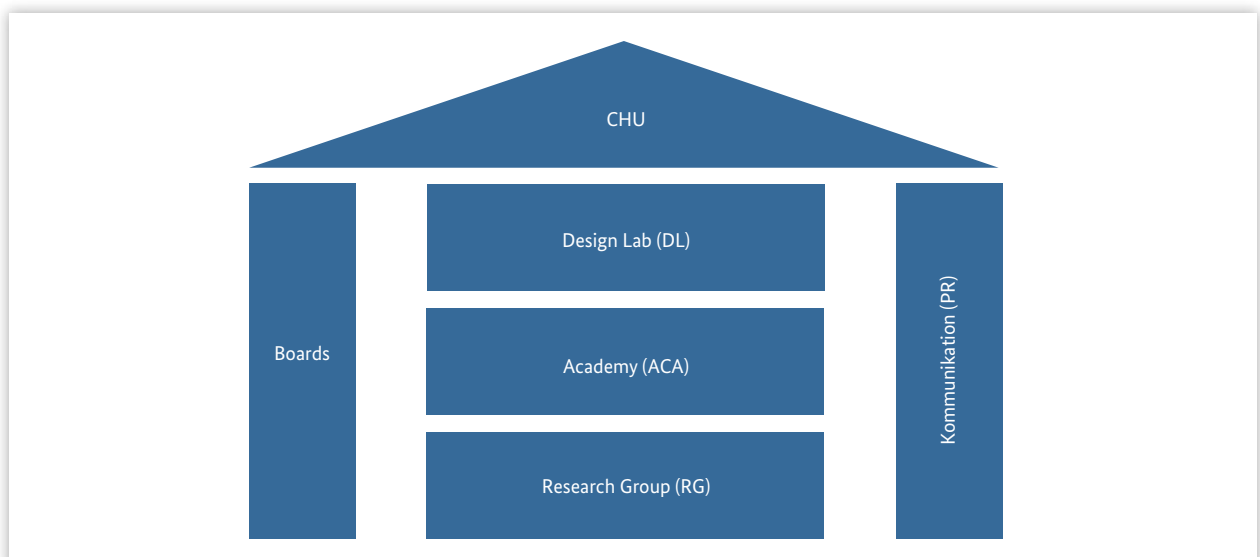 CHU
Boards
Design Lab (DL)
Academy (ACA)
Research Group (RG)
Kommunikation (PR)